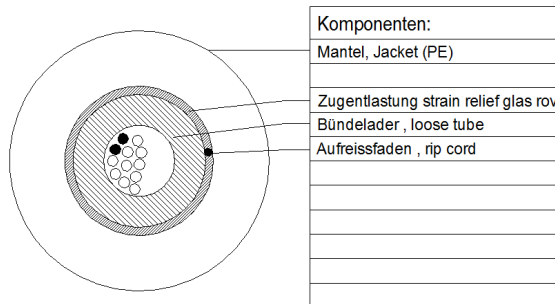 Komponenten:
Mantel, Jacket (PE)
Zugentlastung strain relief glas rov
Bündelader , loose tube
Aufreissfaden , rip cord